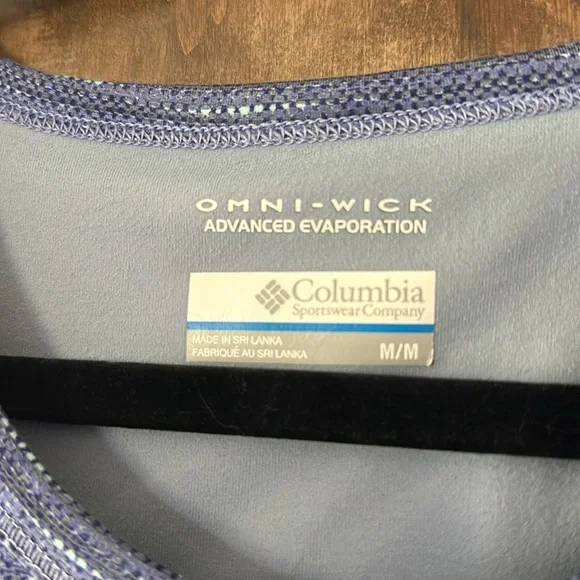 OMNI-WICK
ADVANCED EVAPORATION
Columbia
Sportswear Company
MADE IN SRI LANKA
FABRIQUÉ AU SRI LANKA
M/M